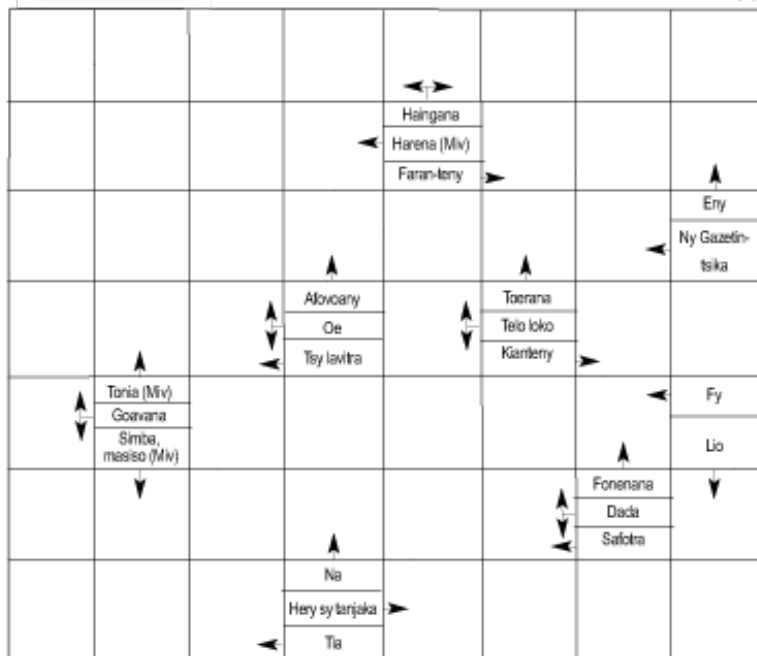 Haingana
Harena (Miv)
Faran-teny
Eny
Ny Gazetin-
tsika
Afovoany
Oe
Tsy lavitra
Toerana
Telo loko
Kianteny
Tonia (Miv)
Goavana
Simba,
masiso (Miv)
Fy
Lio
Fonenana
Dada
Safotra
Na
Hery sy tanjaka
Tia